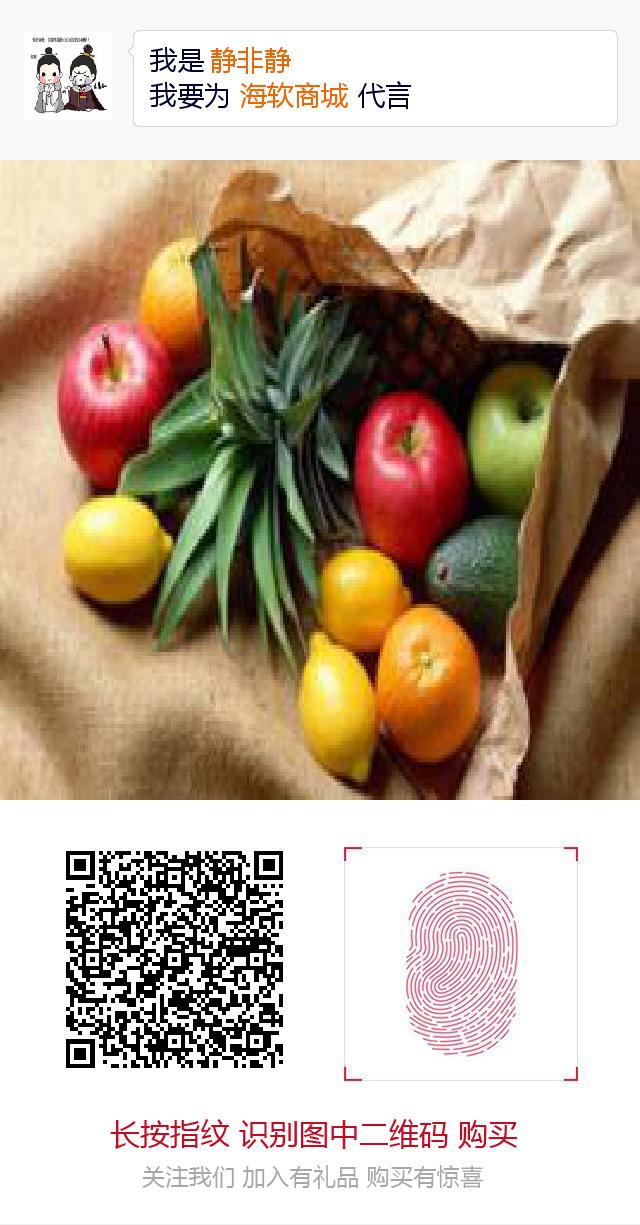 我是 静非静
我要为 海软商城 代言
长按指纹 识别图中二维码 购买
关注我们 加入有礼品 购买有惊喜